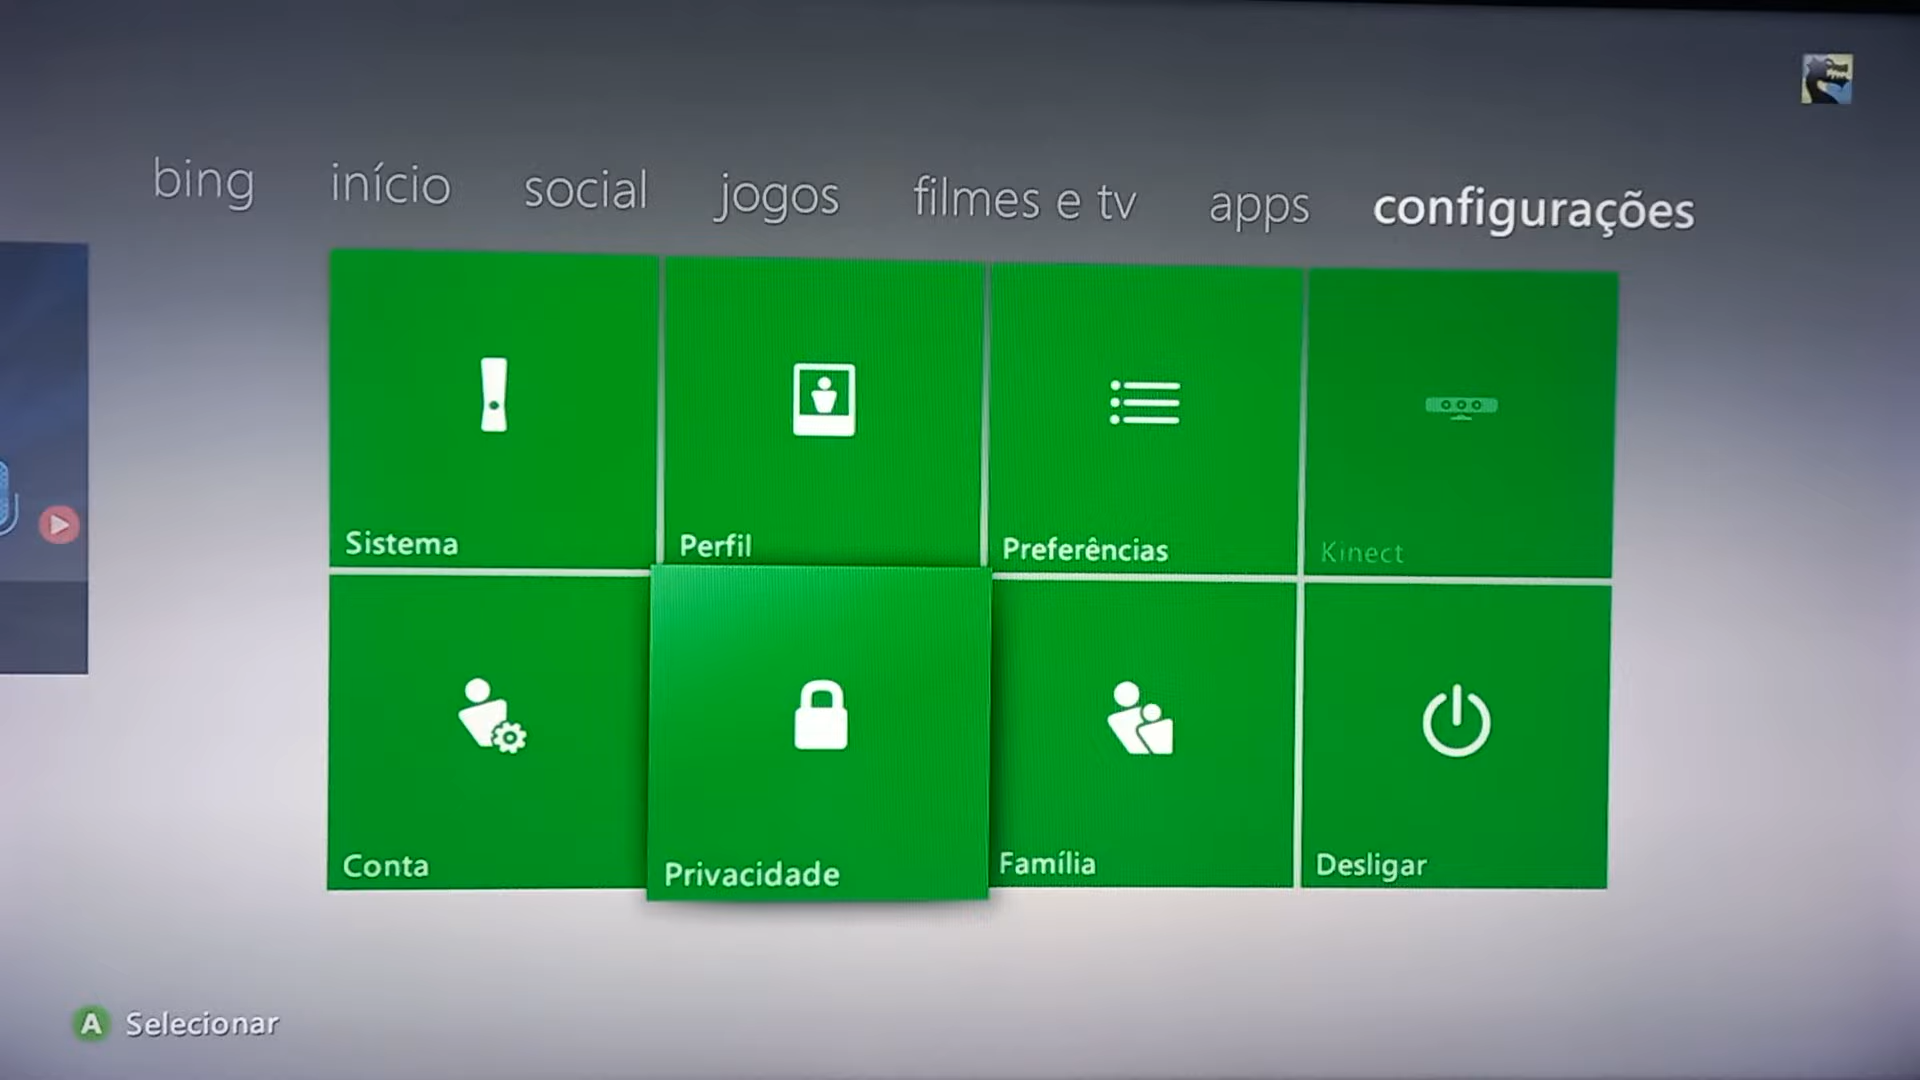 bing início social jogos filmes e tv apps configurações
Sistema Perfil Preferências Kinect
Conta Privacidade Família Desligar
A Selecionar